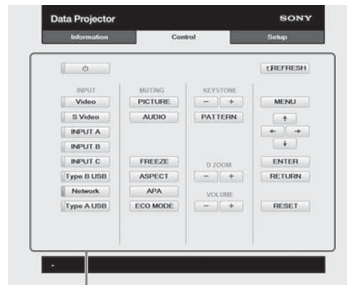 Data Projector SONY
Information Control Setup
REFRESH
INPUT MUTING KEYSTONE
Video PICTURE - + MENU
S Video AUDIO PATTERN
INPUT A
INPUT B
INPUT C FREEZE D ZOOM ENTER
Type B USB ASPECT - + RETURN
Network APA VOLUME
Type A USB ECO MODE - + RESET